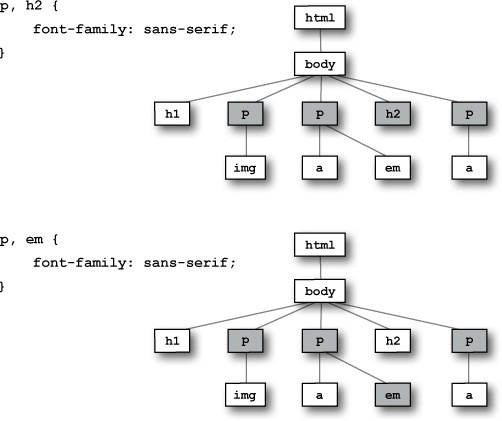 p, h2 {
font-family: sans-serif;
}
html
body
h1 p p h2 p
img a em a
p, em {
font-family: sans-serif;
}
html
body
h1 p p h2 p
img a em a